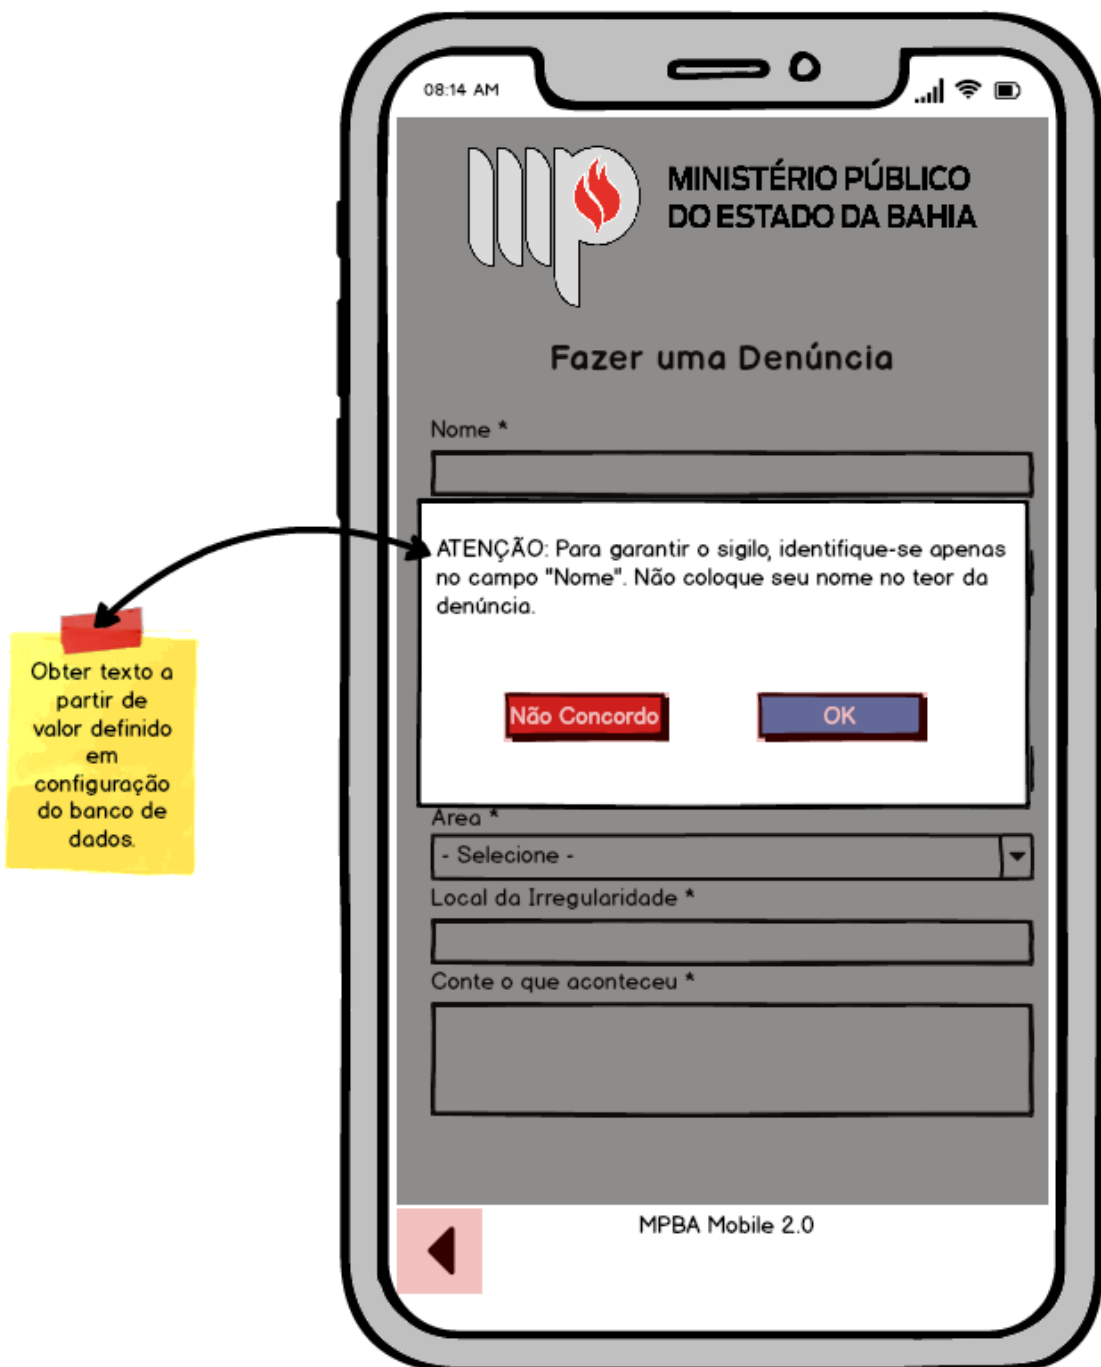 08:14 AM
mp
MINISTÉRIO PÚBLICO
DO ESTADO DA BAHIA
Fazer uma Denúncia
Nome *
ATENÇÃO: Para garantir o sigilo, identifique-se apenas
no campo "Nome". Não coloque seu nome no teor da
denúncia.
Não Concordo
OK
Obter texto a
partir de
valor definido
em
configuração
do banco de
dados.
Área *
- Selecione -
Local da Irregularidade *
Conte o que aconteceu *
MPBA Mobile 2.0